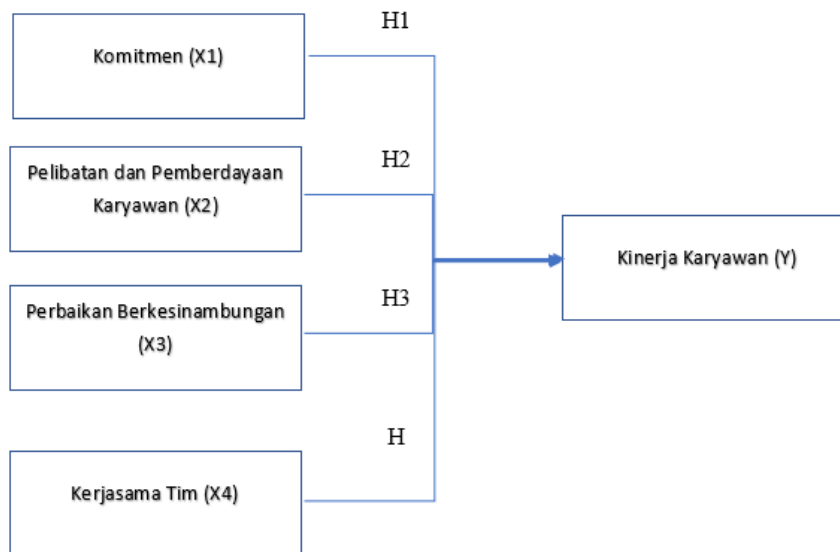 H1
Komitmen (X1)
H2
Pelibatan dan Pemberdayaan
Karyawan (X2)
Kinerja Karyawan (Y)
H3
Perbaikan Berkesinambungan
(X3)
H
Kerjasama Tim (X4)